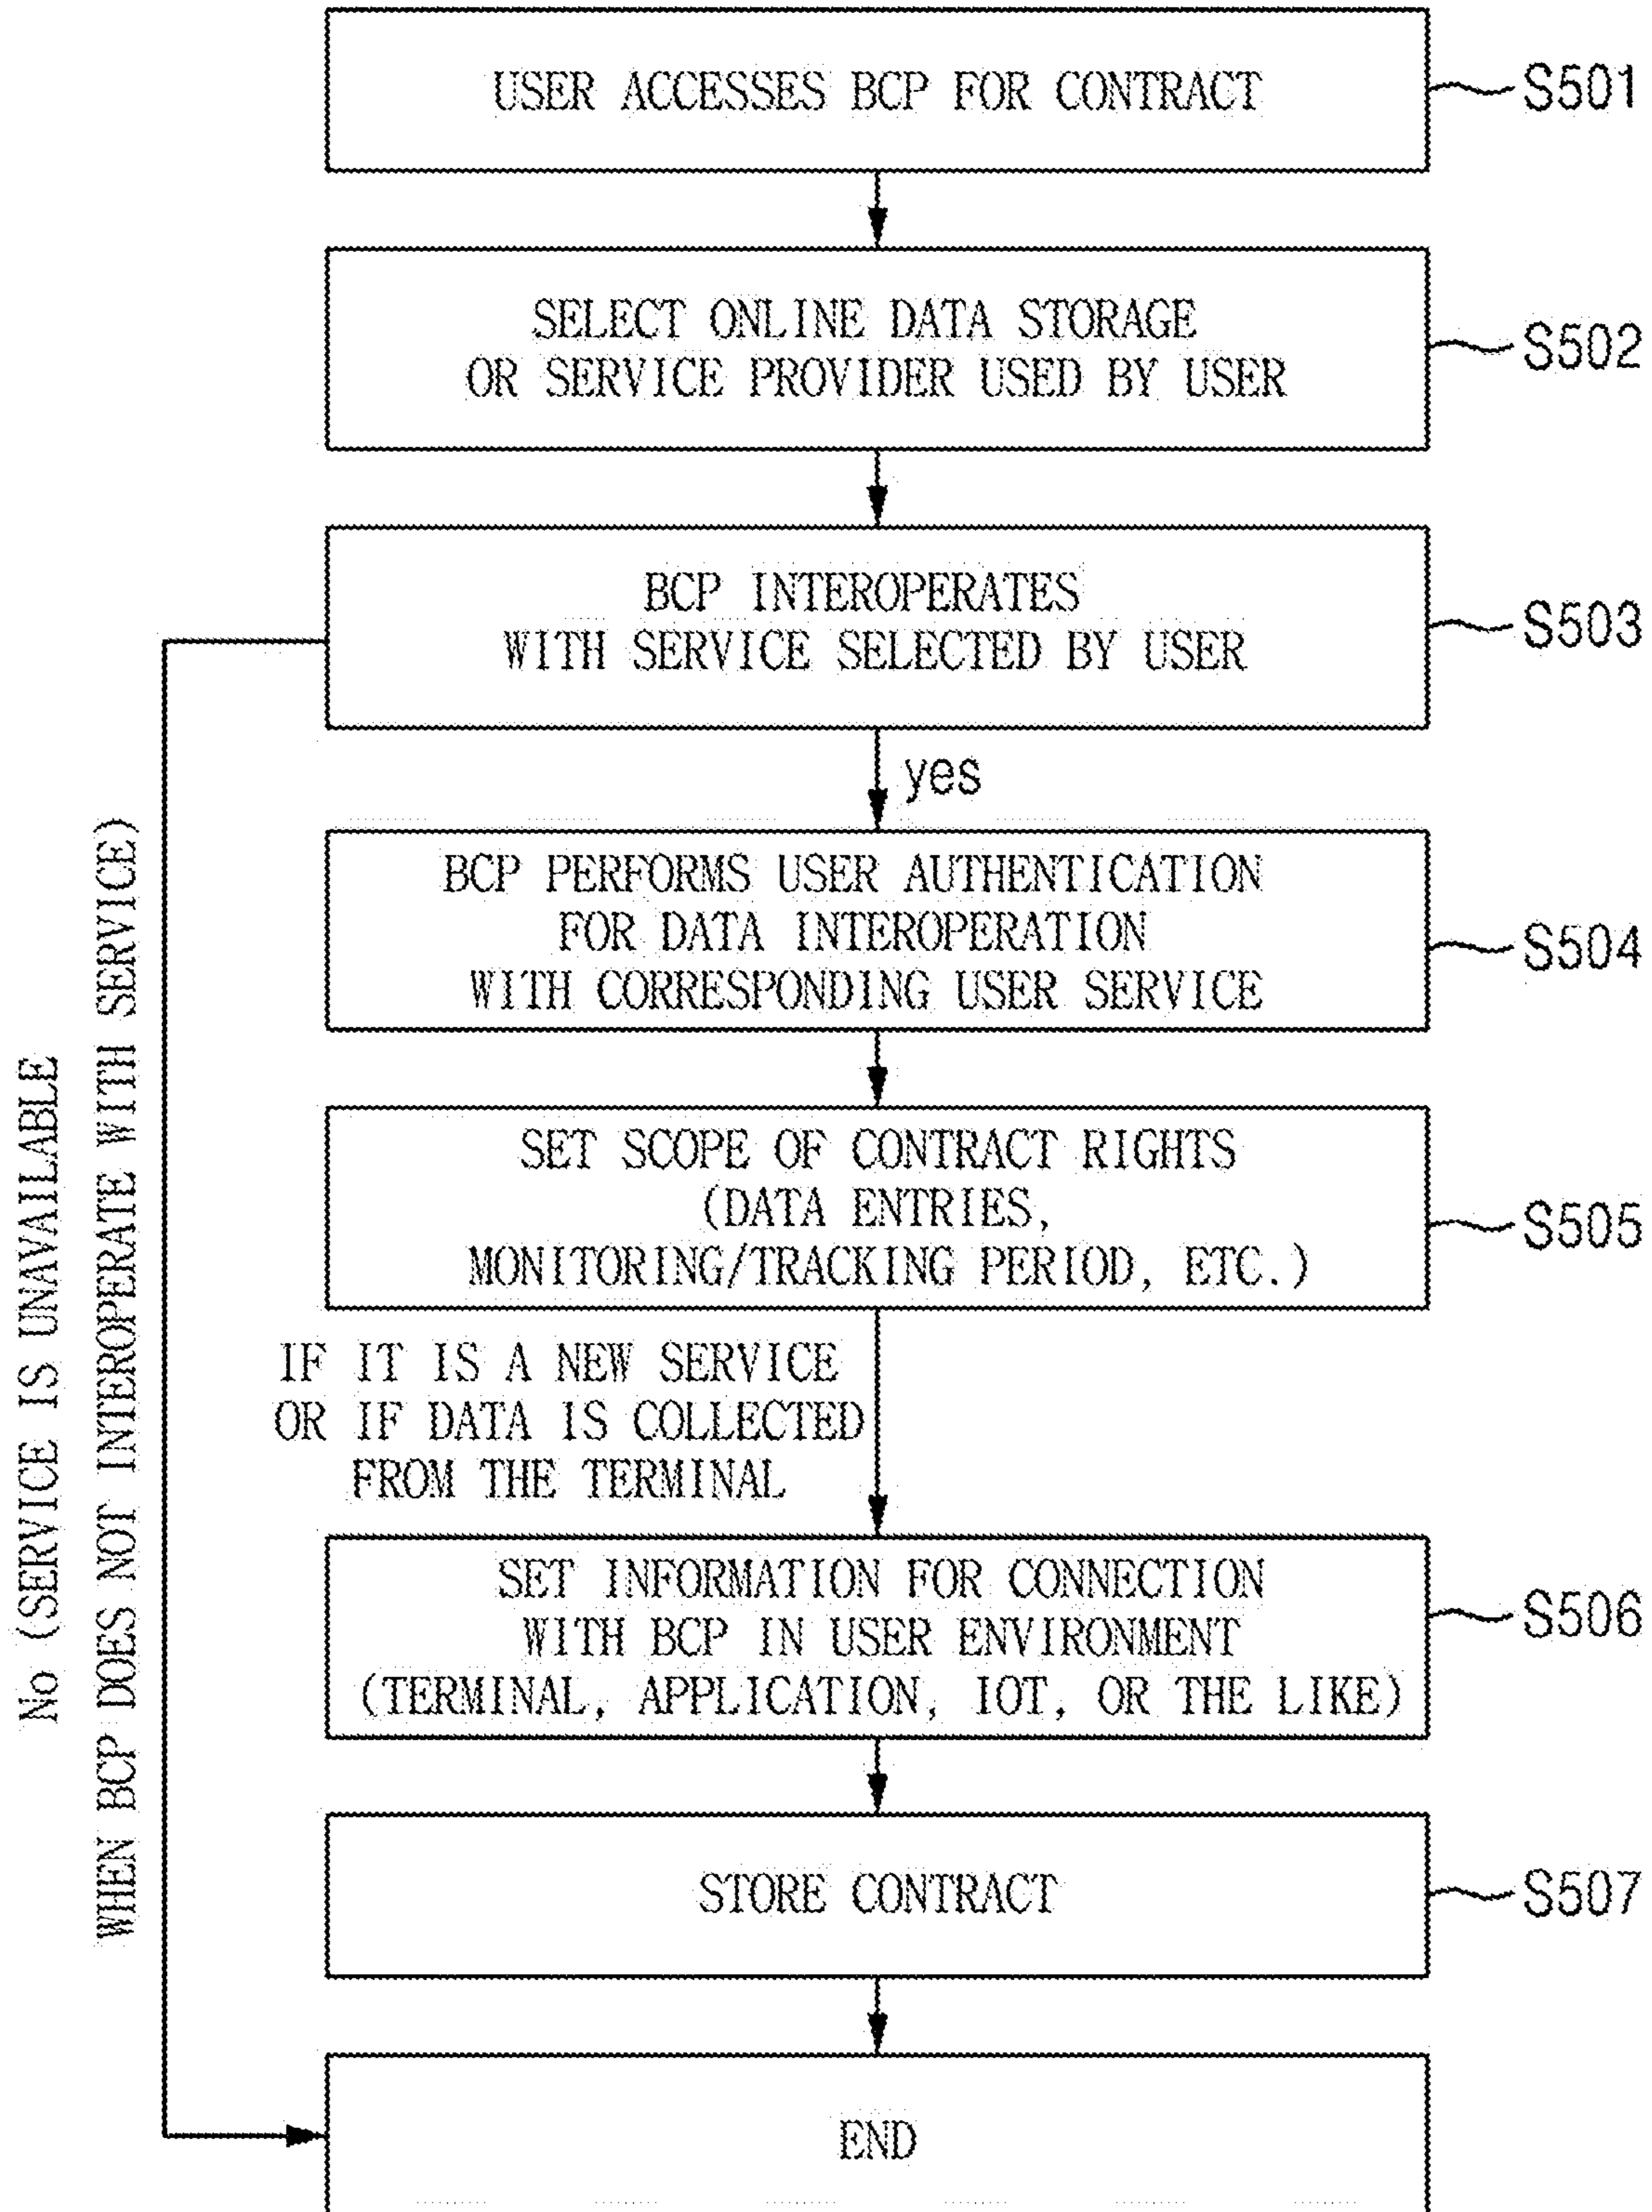 USER ACCESSES BCP FOR CONTRACT
S501
SELECT ONLINE DATA STORAGE
OR SERVICE PROVIDER USED BY USER
S502
BCP INTEROPERATES
WITH SERVICE SELECTED BY USER
S503
yes
No (SERVICE IS UNAVAILABLE
WHEN BCP DOES NOT INTEROPERATE WITH SERVICE)
BCP PERFORMS USER AUTHENTICATION
FOR DATA INTEROPERATION
WITH CORRESPONDING USER SERVICE
S504
SET SCOPE OF CONTRACT RIGHTS
(DATA ENTRIES,
MONITORING/TRACKING PERIOD, ETC.)
S505
IF IT IS A NEW SERVICE
OR IF DATA IS COLLECTED
FROM THE TERMINAL
SET INFORMATION FOR CONNECTION
WITH BCP IN USER ENVIRONMENT
(TERMINAL, APPLICATION, IOT, OR THE LIKE)
S506
STORE CONTRACT
S507
END